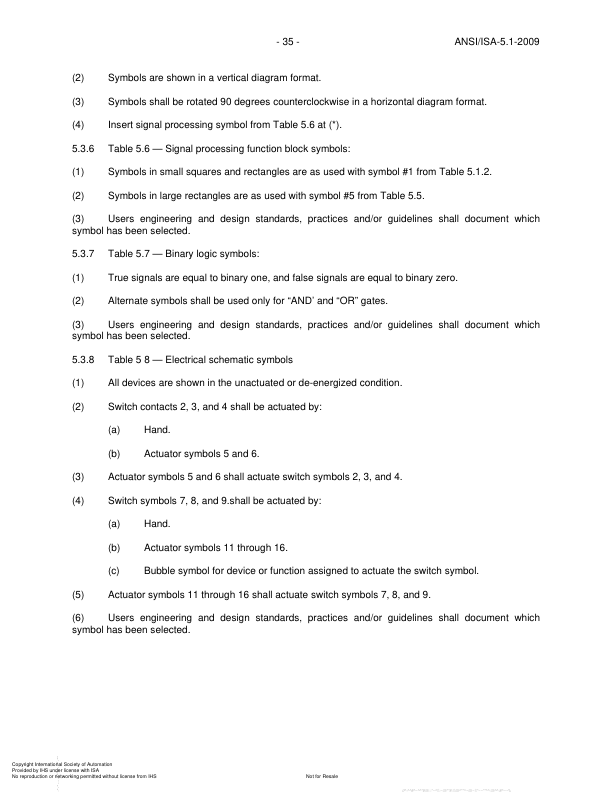 - 35 -
ANSI/ISA-5.1-2009
(2) Symbols are shown in a vertical diagram format.
(3) Symbols shall be rotated 90 degrees counterclockwise in a horizontal diagram format.
(4) Insert signal processing symbol from Table 5.6 at (*).
5.3.6 Table 5.6 — Signal processing function block symbols:
(1) Symbols in small squares and rectangles are as used with symbol #1 from Table 5.1.2.
(2) Symbols in large rectangles are as used with symbol #5 from Table 5.5.
(3) Users engineering and design standards, practices and/or guidelines shall document which
symbol has been selected.
5.3.7 Table 5.7 — Binary logic symbols:
(1) True signals are equal to binary one, and false signals are equal to binary zero.
(2) Alternate symbols shall be used only for “AND’ and “OR” gates.
(3) Users engineering and design standards, practices and/or guidelines shall document which
symbol has been selected.
5.3.8 Table 5 8 — Electrical schematic symbols
(1) All devices are shown in the unactuated or de-energized condition.
(2) Switch contacts 2, 3, and 4 shall be actuated by:
(a) Hand.
(b) Actuator symbols 5 and 6.
(3) Actuator symbols 5 and 6 shall actuate switch symbols 2, 3, and 4.
(4) Switch symbols 7, 8, and 9.shall be actuated by:
(a) Hand.
(b) Actuator symbols 11 through 16.
(c) Bubble symbol for device or function assigned to actuate the switch symbol.
(5) Actuator symbols 11 through 16 shall actuate switch symbols 7, 8, and 9.
(6) Users engineering and design standards, practices and/or guidelines shall document which
symbol has been selected.
Copyright International Society of Automation
Provided by IHS under license with ISA
No reproduction or networking permitted without license from IHS
Not for Resale